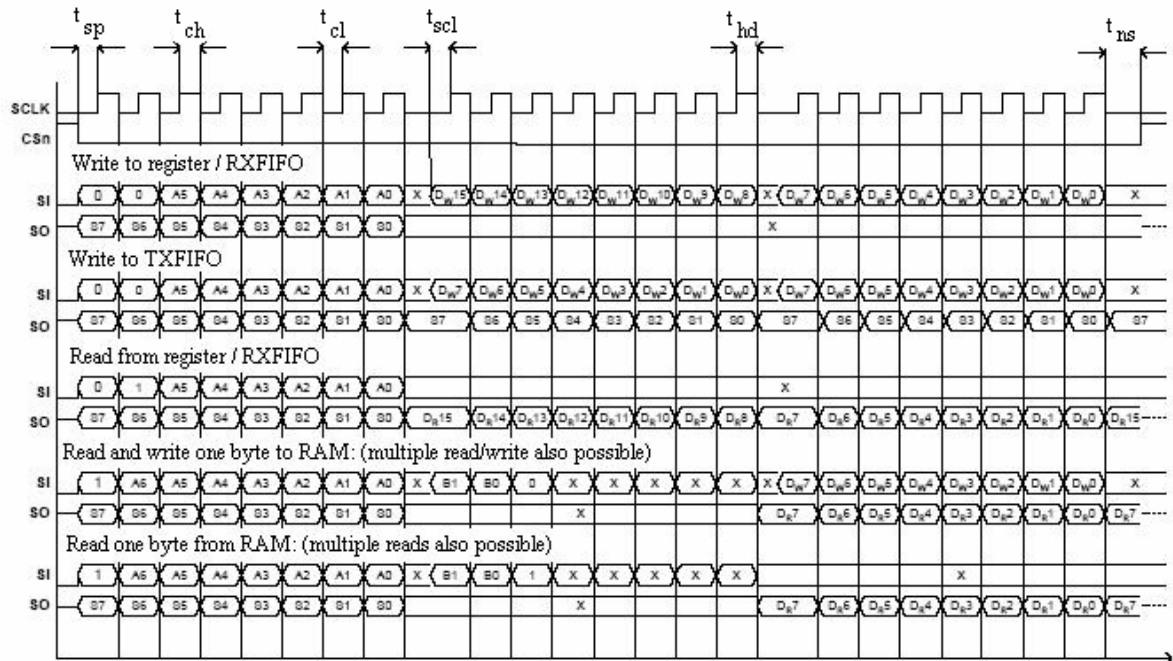 tsp tch tcl tscl thd tns
SCLK
CSn
Write to register / RXFIFO
SI 0 0 A5 A4 A3 A2 A1 A0 X DW15 DW14 DW13 DW12 DW11 DW10 DW9 DW8 X DW7 DW6 DW5 DW4 DW3 DW2 DW1 DW0 X
SO S7 S6 S5 S4 S3 S2 S1 S0 X
Write to TXFIFO
SI 0 0 A5 A4 A3 A2 A1 A0 X DW7 DW6 DW5 DW4 DW3 DW2 DW1 DW0 X DW7 DW6 DW5 DW4 DW3 DW2 DW1 DW0 X
SO S7 S6 S5 S4 S3 S2 S1 S0 S7 S6 S5 S4 S3 S2 S1 S0 S7 S6 S5 S4 S3 S2 S1 S0 S7
Read from register / RXFIFO
SI 0 1 A5 A4 A3 A2 A1 A0 X
SO S7 S6 S5 S4 S3 S2 S1 S0 DR15 DR14 DR13 DR12 DR11 DR10 DR9 DR8 DR7 DR6 DR5 DR4 DR3 DR2 DR1 DR0 DR15
Read and write one byte to RAM: (multiple read/write also possible)
SI 1 A6 A5 A4 A3 A2 A1 A0 X B1 B0 0 X X X X X X DW7 DW6 DW5 DW4 DW3 DW2 DW1 DW0 X
SO S7 S6 S5 S4 S3 S2 S1 S0 X DR7 DR6 DR5 DR4 DR3 DR2 DR1 DR0 DR7
Read one byte from RAM: (multiple reads also possible)
SI 1 A6 A5 A4 A3 A2 A1 A0 X B1 B0 1 X X X X X X
SO S7 S6 S5 S4 S3 S2 S1 S0 X DR7 DR6 DR5 DR4 DR3 DR2 DR1 DR0 DR7